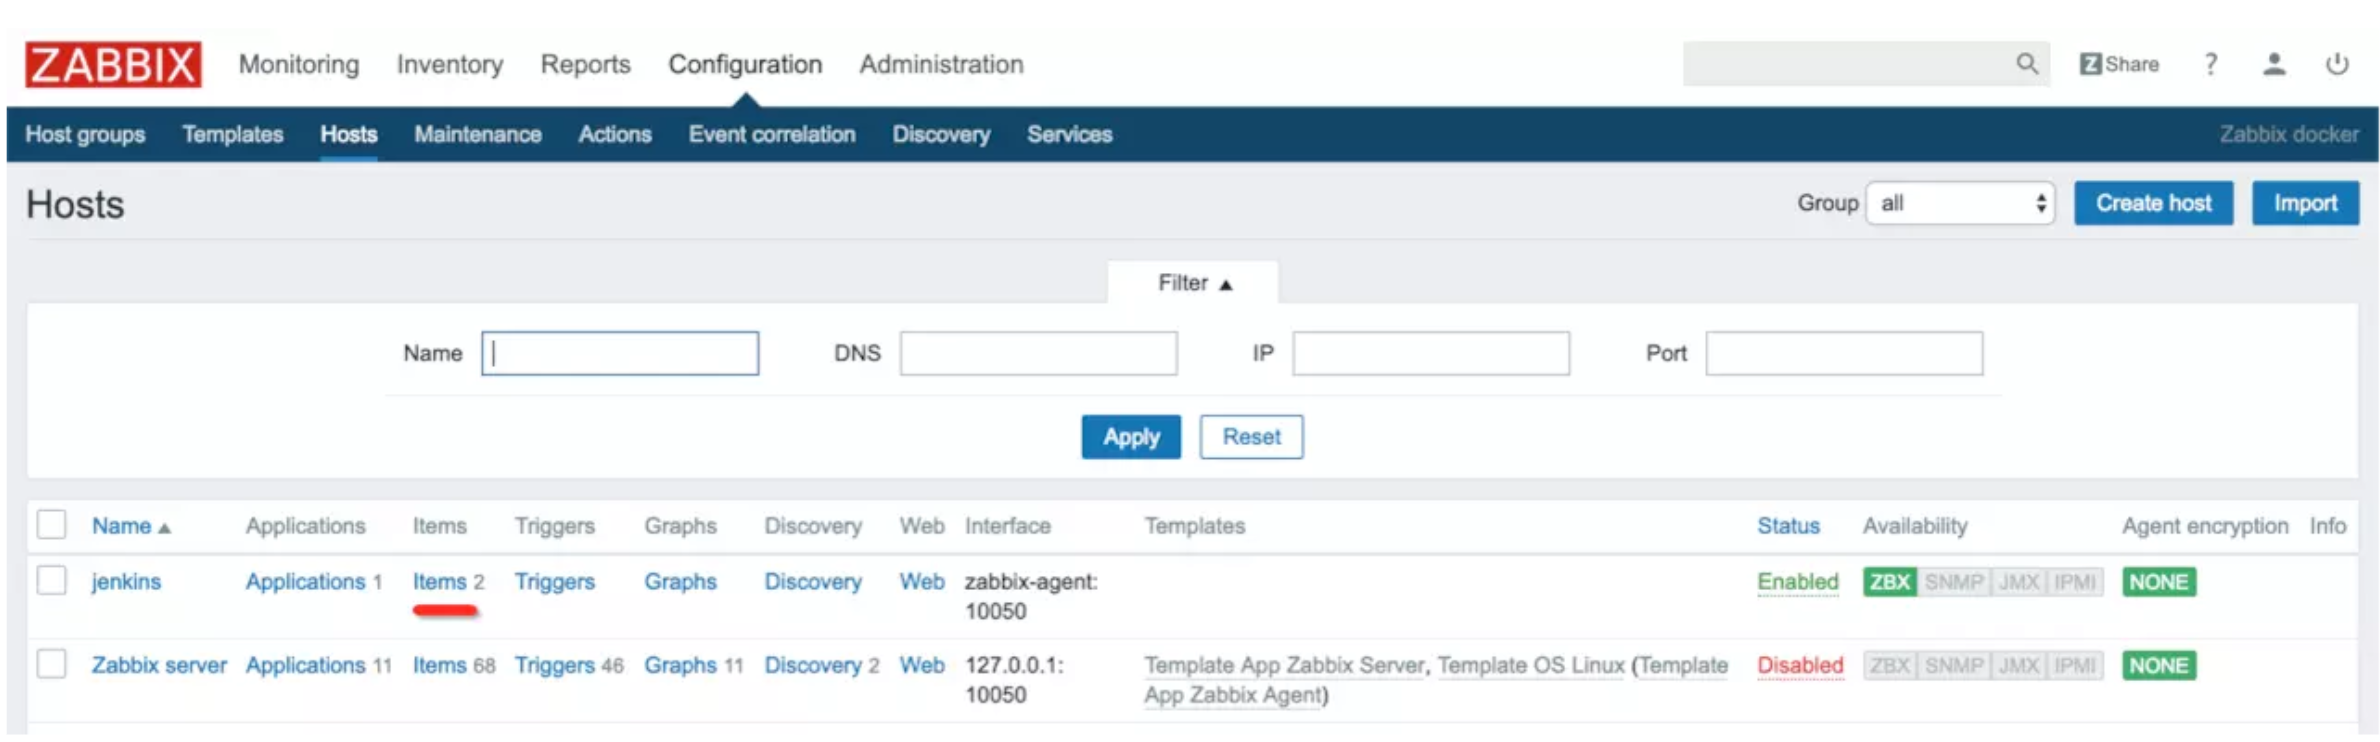 ZABBIX Monitoring Inventory Reports Configuration Administration Z Share ?
Host groups Templates Hosts Maintenance Actions Event correlation Discovery Services Zabbix docker
Hosts Group all Create host Import
Filter ▲
Name DNS IP Port
Apply Reset
Name ▲ Applications Items Triggers Graphs Discovery Web Interface Templates Status Availability Agent encryption Info
jenkins Applications 1 Items 2 Triggers Graphs Discovery Web zabbix-agent: Enabled ZBX SNMP JMX IPMI NONE
10050
Zabbix server Applications 11 Items 68 Triggers 46 Graphs 11 Discovery 2 Web 127.0.0.1: Template App Zabbix Server, Template OS Linux (Template Disabled ZBX SNMP JMX IPMI NONE
10050 App Zabbix Agent)